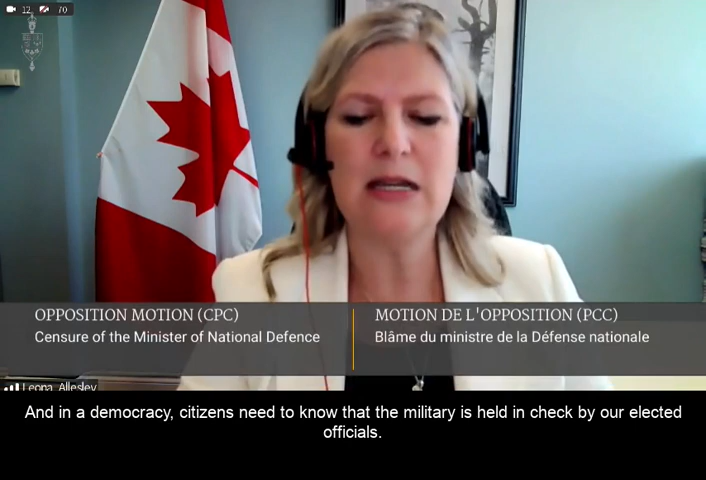 12 70
OPPOSITION MOTION (CPC)
Censure of the Minister of National Defence
MOTION DE L'OPPOSITION (PCC)
Blâme du ministre de la Défense nationale
Leona_Alleslev
And in a democracy, citizens need to know that the military is held in check by our elected
officials.